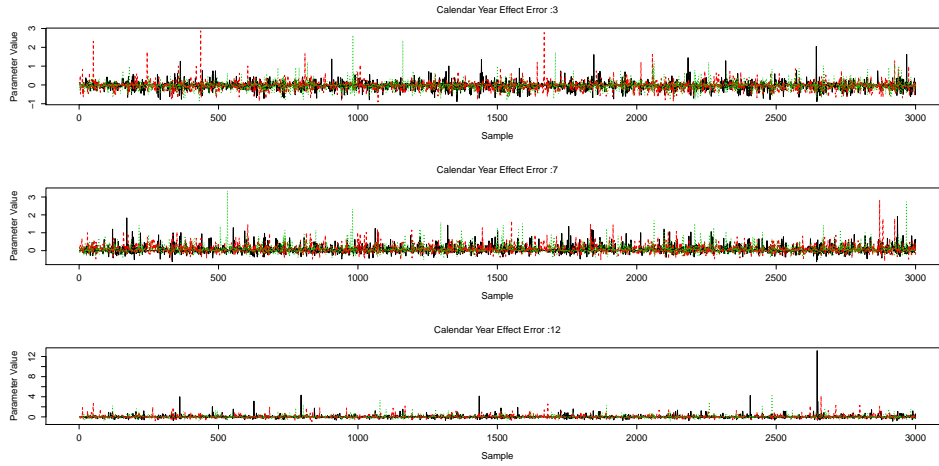 Calendar Year Effect Error :3
Parameter Value
-1 0 1 2 3
0 500 1000 1500 2000 2500 3000
Sample
Calendar Year Effect Error :7
Parameter Value
0 1 2 3
0 500 1000 1500 2000 2500 3000
Sample
Calendar Year Effect Error :12
Parameter Value
0 4 8 12
0 500 1000 1500 2000 2500 3000
Sample